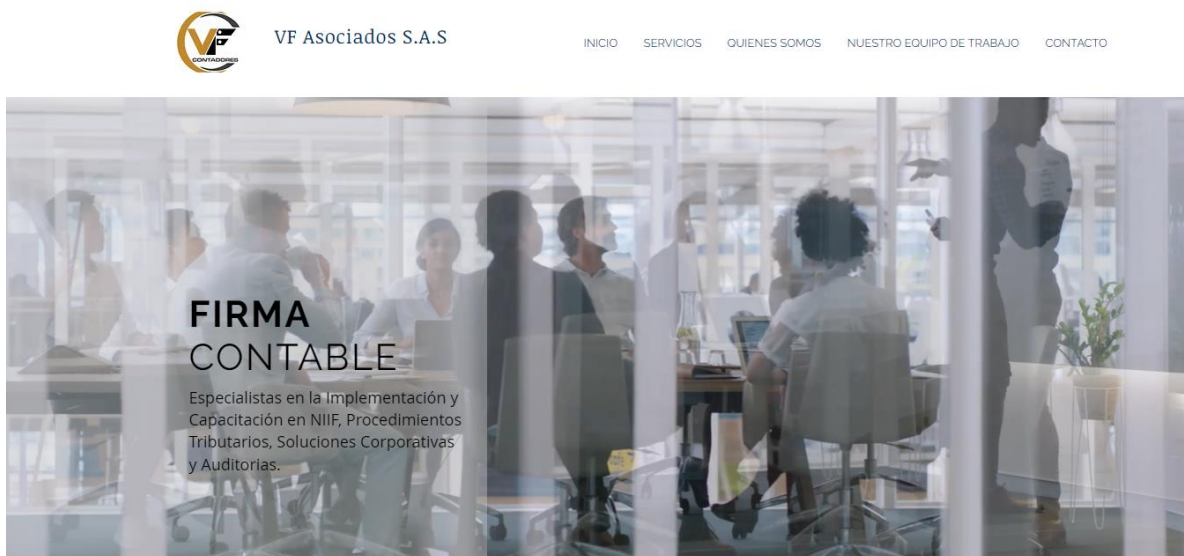 VF
CONTADORES
VF Asociados S.A.S
INICIO SERVICIOS QUIENES SOMOS NUESTRO EQUIPO DE TRABAJO CONTACTO
FIRMA
CONTABLE
Especialistas en la Implementación y
Capacitación en NIIF, Procedimientos
Tributarios, Soluciones Corporativas
y Auditorias.